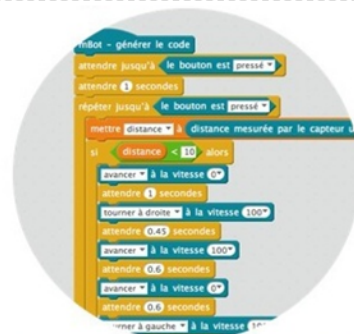 mBot - générer le code
attendre jusqu'à le bouton est pressé
attendre 1 secondes
répéter jusqu'à le bouton est pressé
mettre distance à distance mesurée par le capteur
si distance < 10 alors
avancer à la vitesse 0
attendre 1 secondes
tourner à droite à la vitesse 100
attendre 0.45 secondes
avancer à la vitesse 100
attendre 0.6 secondes
avancer à la vitesse 0
attendre 0.6 secondes
à gauche à la vitesse